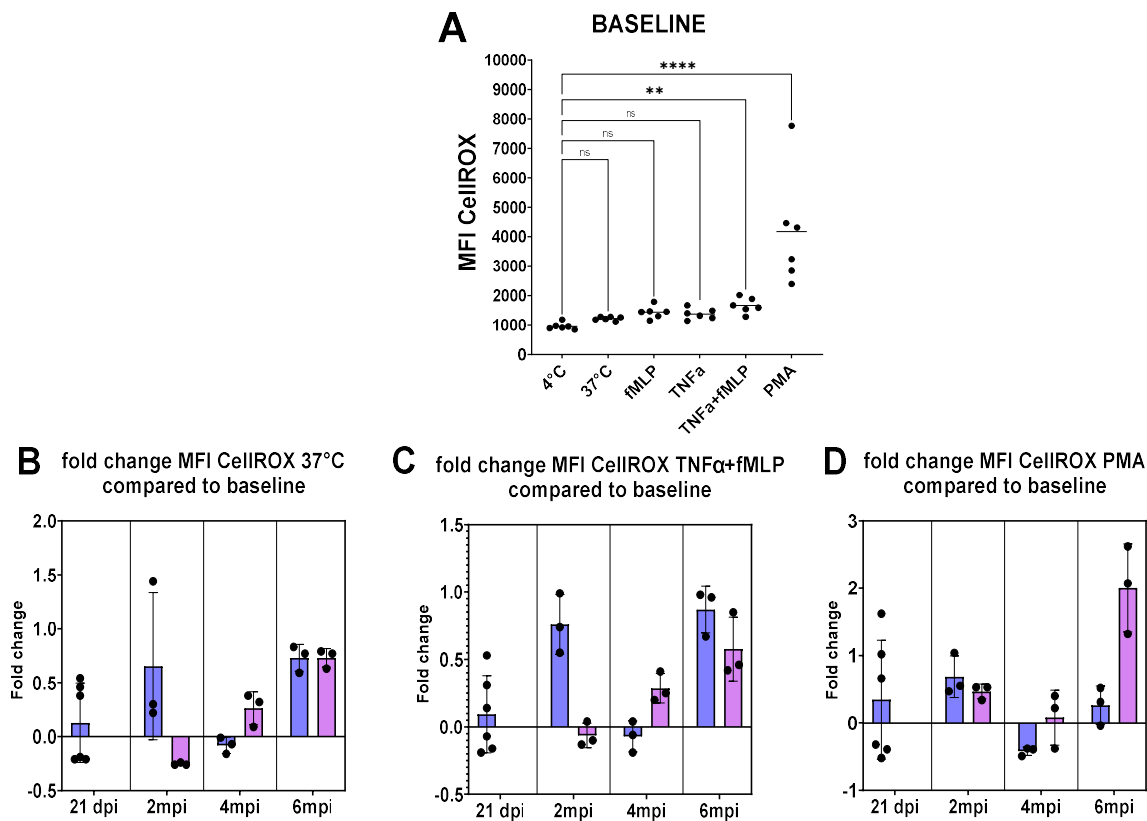 A
BASELINE
MFI CellROX
10000
9000
8000
7000
6000
5000
4000
3000
2000
1000
0
****
**
ns
ns
ns
4°C
37°C
fMLP
TNFa
TNFa+fMLP
PMA
B
fold change MFI CellROX 37°C
compared to baseline
Fold change
2.0
1.5
1.0
0.5
0.0
-0.5
21 dpi
2mpi
4mpi
6mpi
C
fold change MFI CellROX TNFα+fMLP
compared to baseline
Fold change
1.5
1.0
0.5
0.0
-0.5
21 dpi
2mpi
4mpi
6mpi
D
fold change MFI CellROX PMA
compared to baseline
Fold change
3
2
1
0
-1
21 dpi
2mpi
4mpi
6mpi